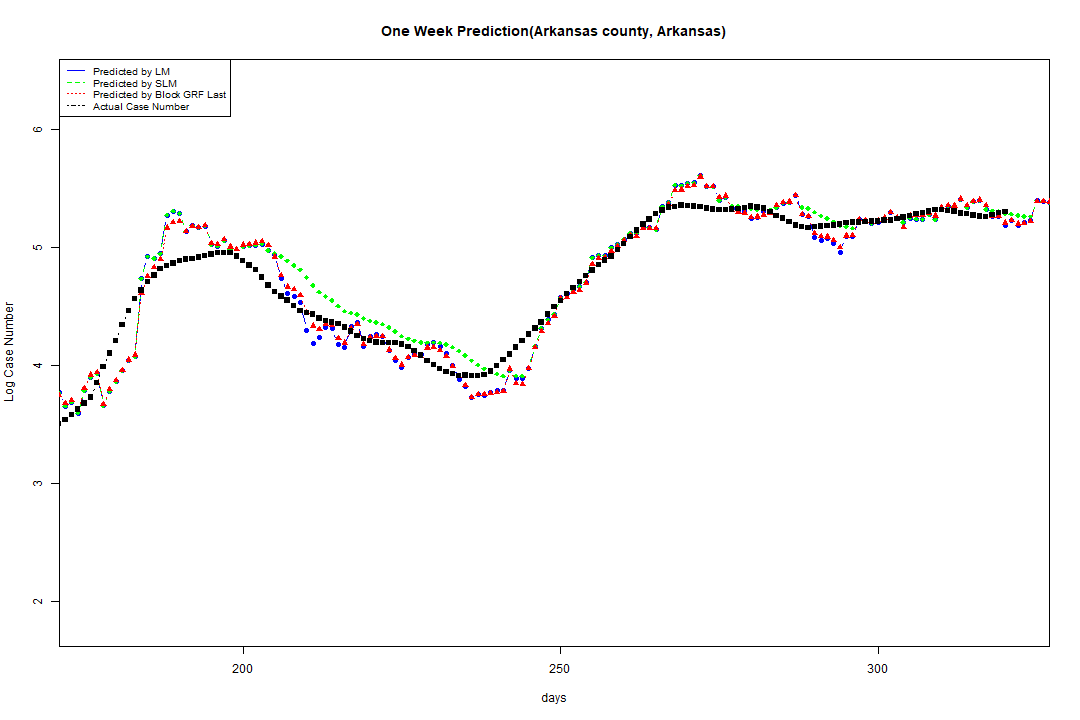 One Week Prediction(Arkansas county, Arkansas)
Predicted by LM
Predicted by SLM
Predicted by Block GRF Last
Actual Case Number
6
5
4
3
2
Log Case Number
200
250
300
days